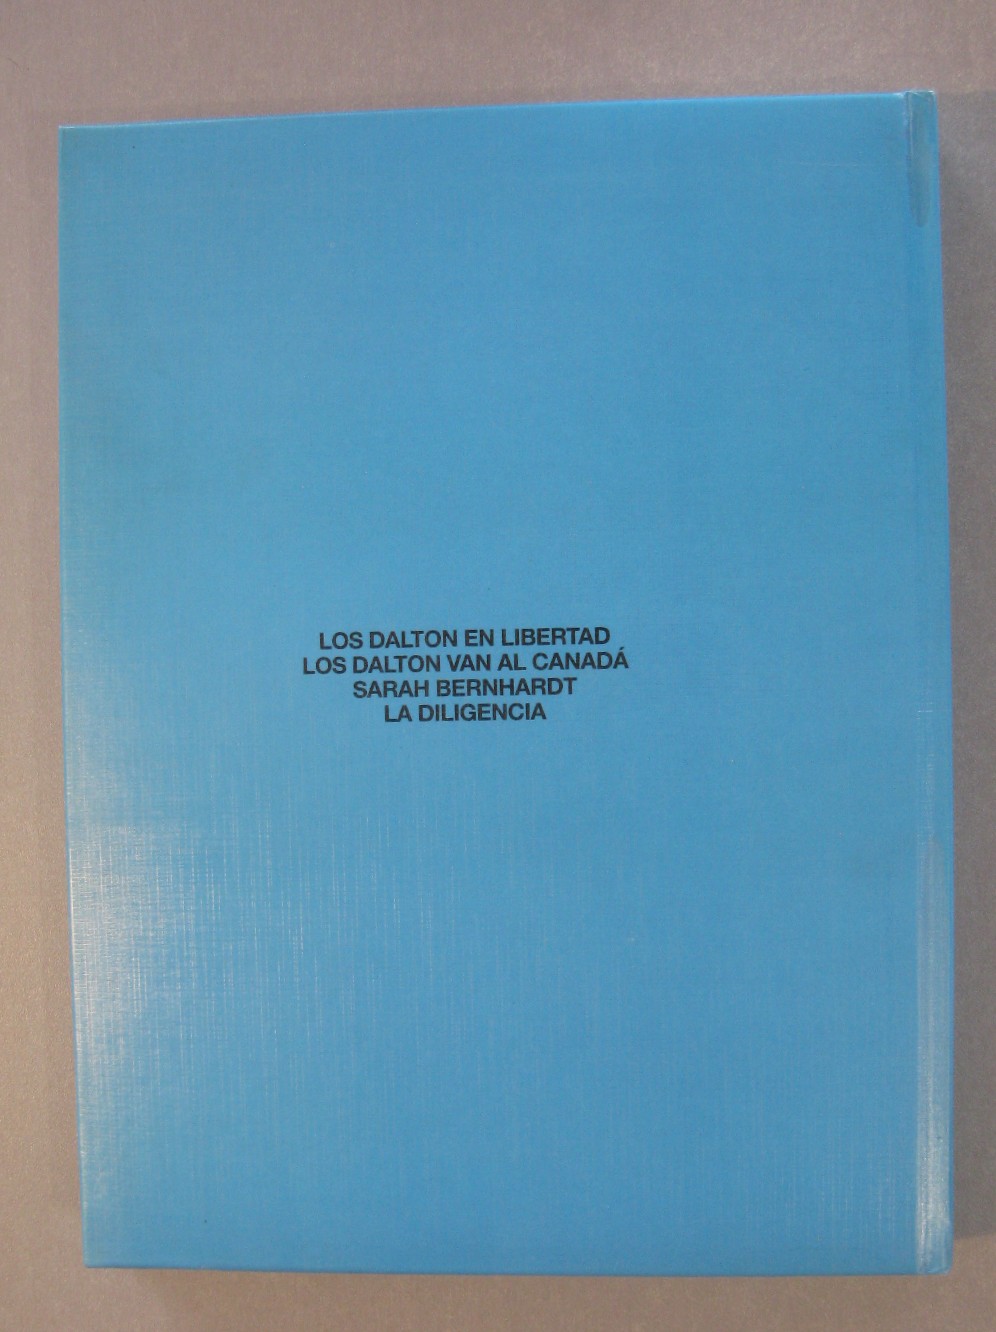 LOS DALTON EN LIBERTAD
LOS DALTON VAN AL CANADÁ
SARAH BERNHARDT
LA DILIGENCIA